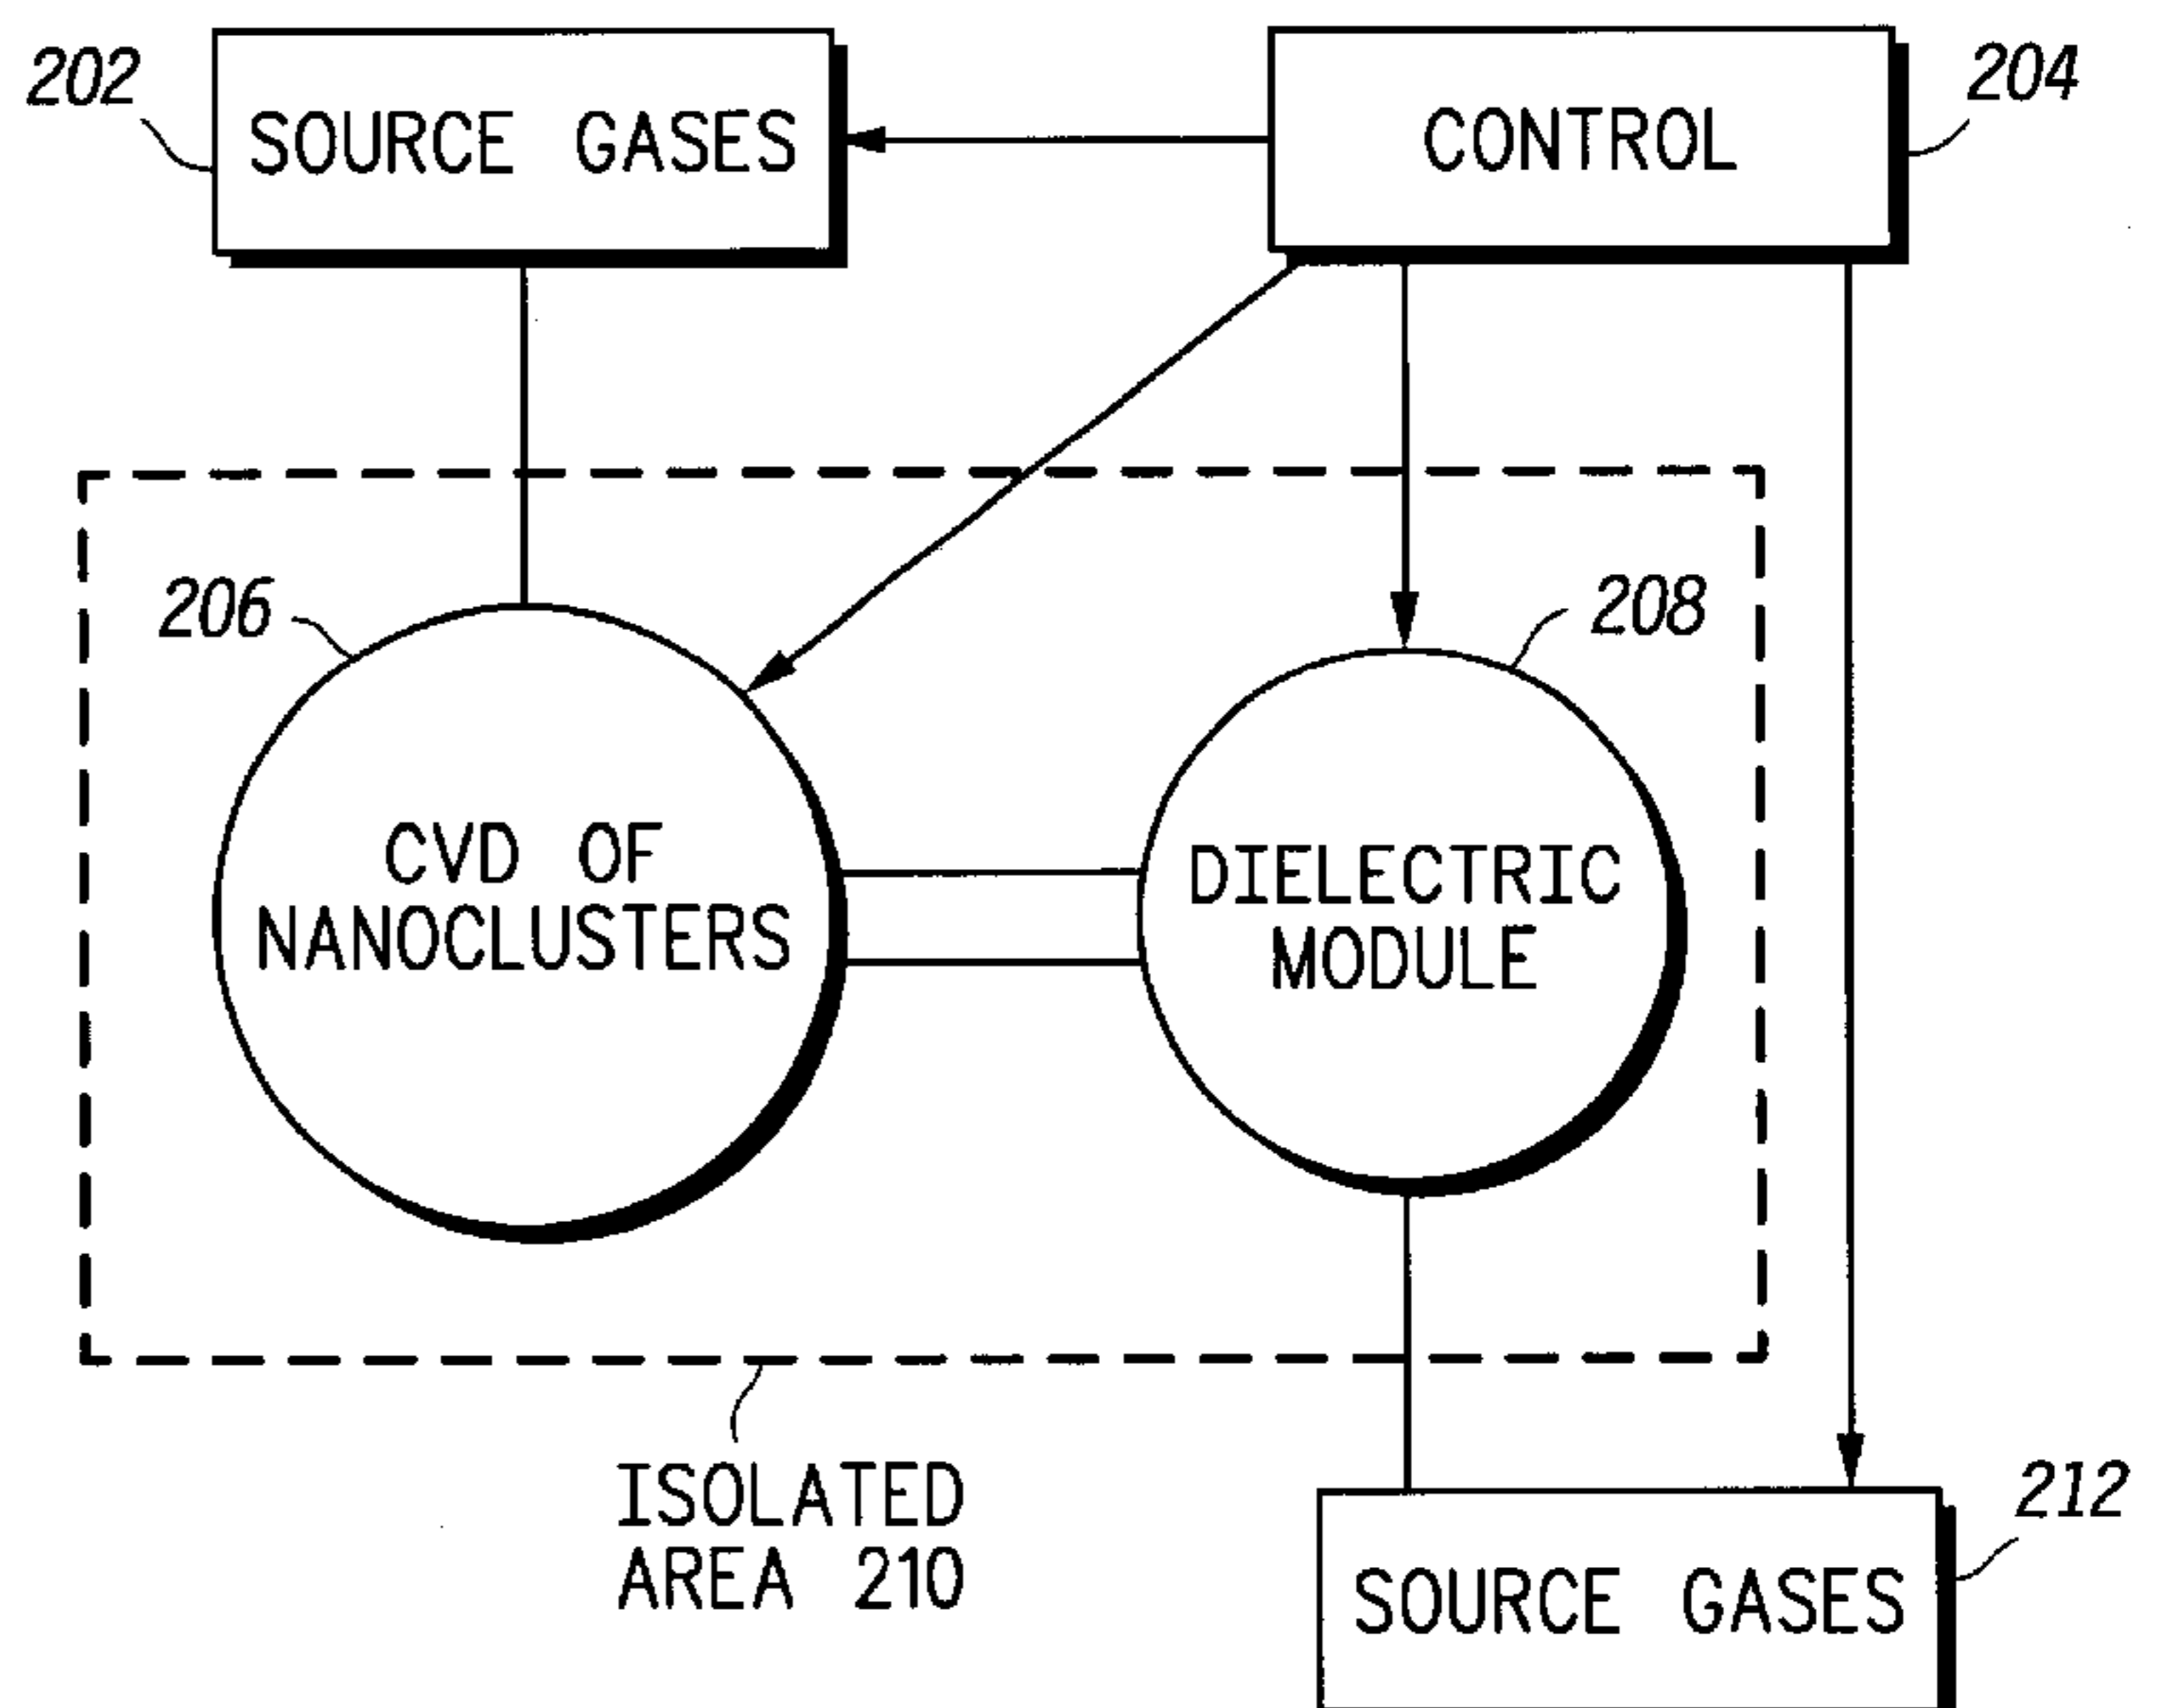 202
SOURCE GASES
CONTROL
204
206
208
CVD OF
NANOCLUSTERS
DIELECTRIC
MODULE
ISOLATED
AREA 210
212
SOURCE GASES